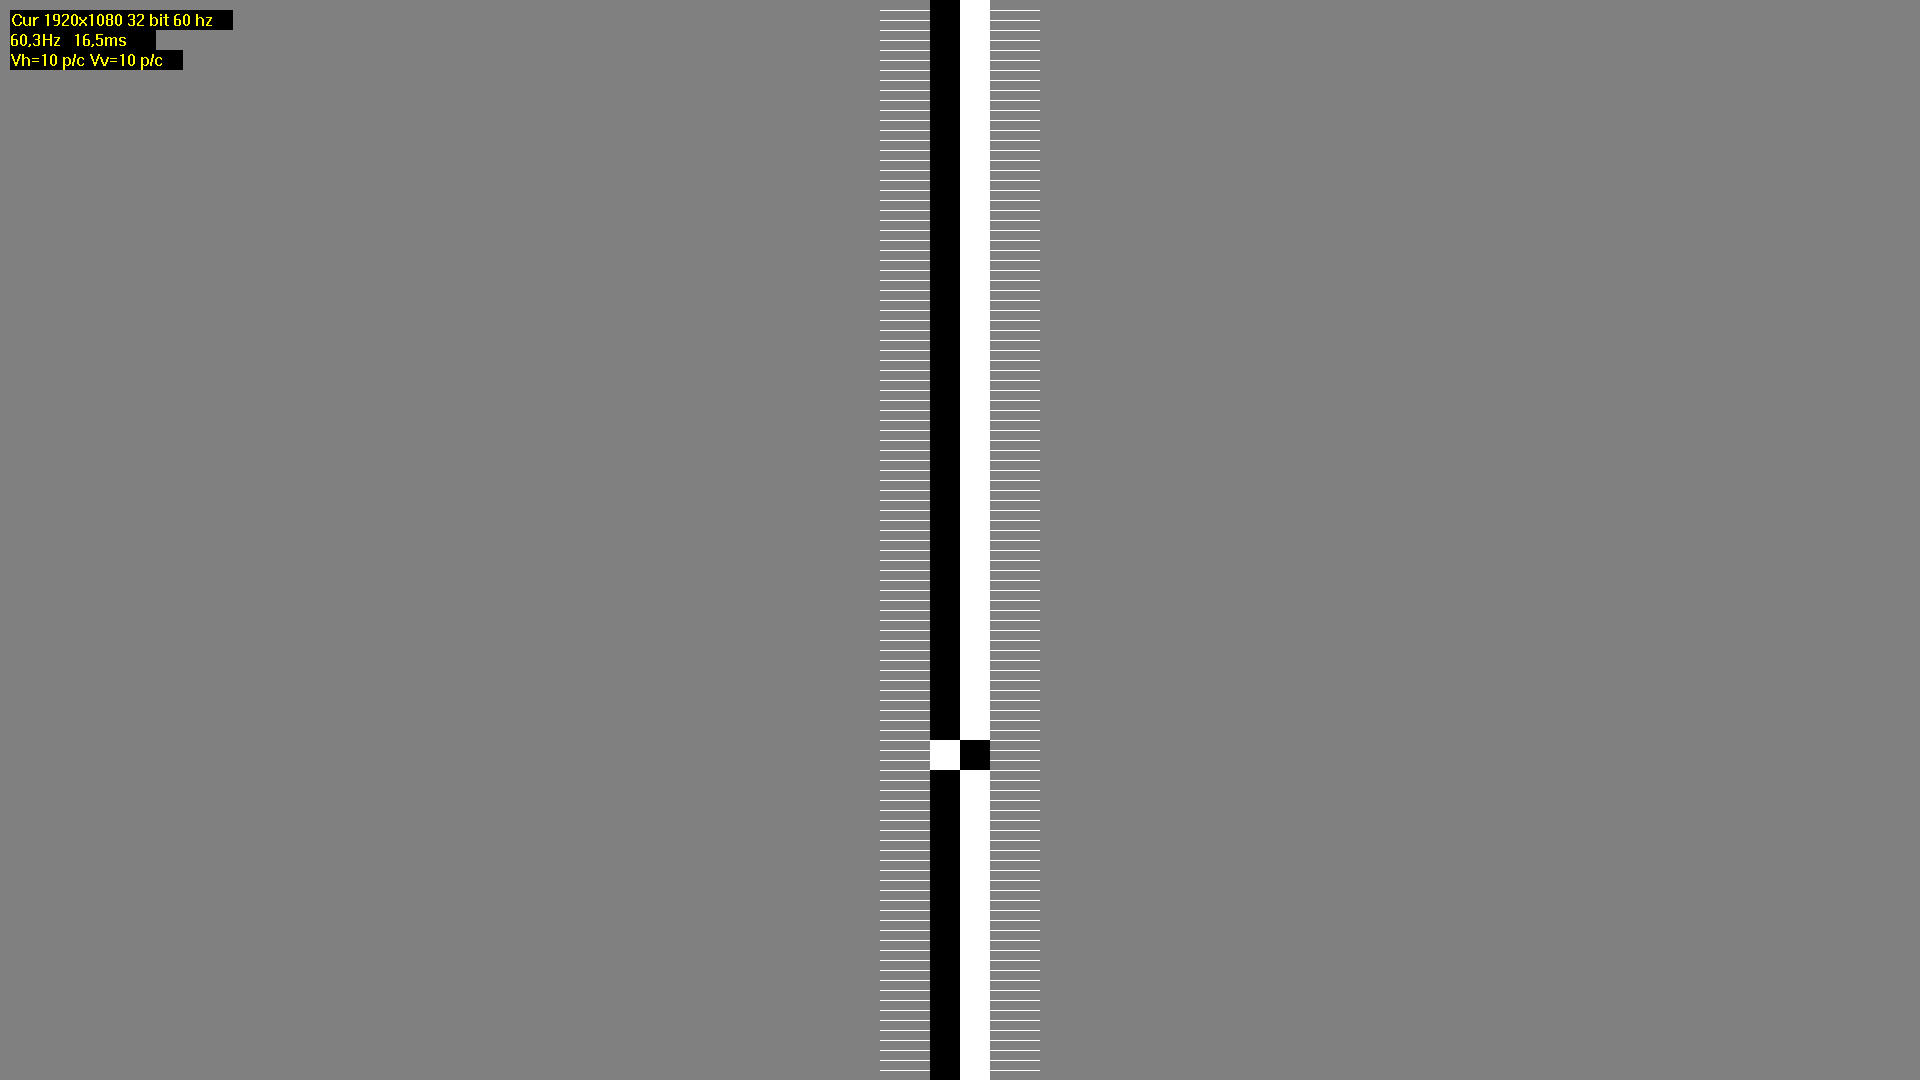 Cur 1920x1080 32 bit 60 hz
60,3Hz 16,5ms
Vh=10 p/c Vv=10 p/c